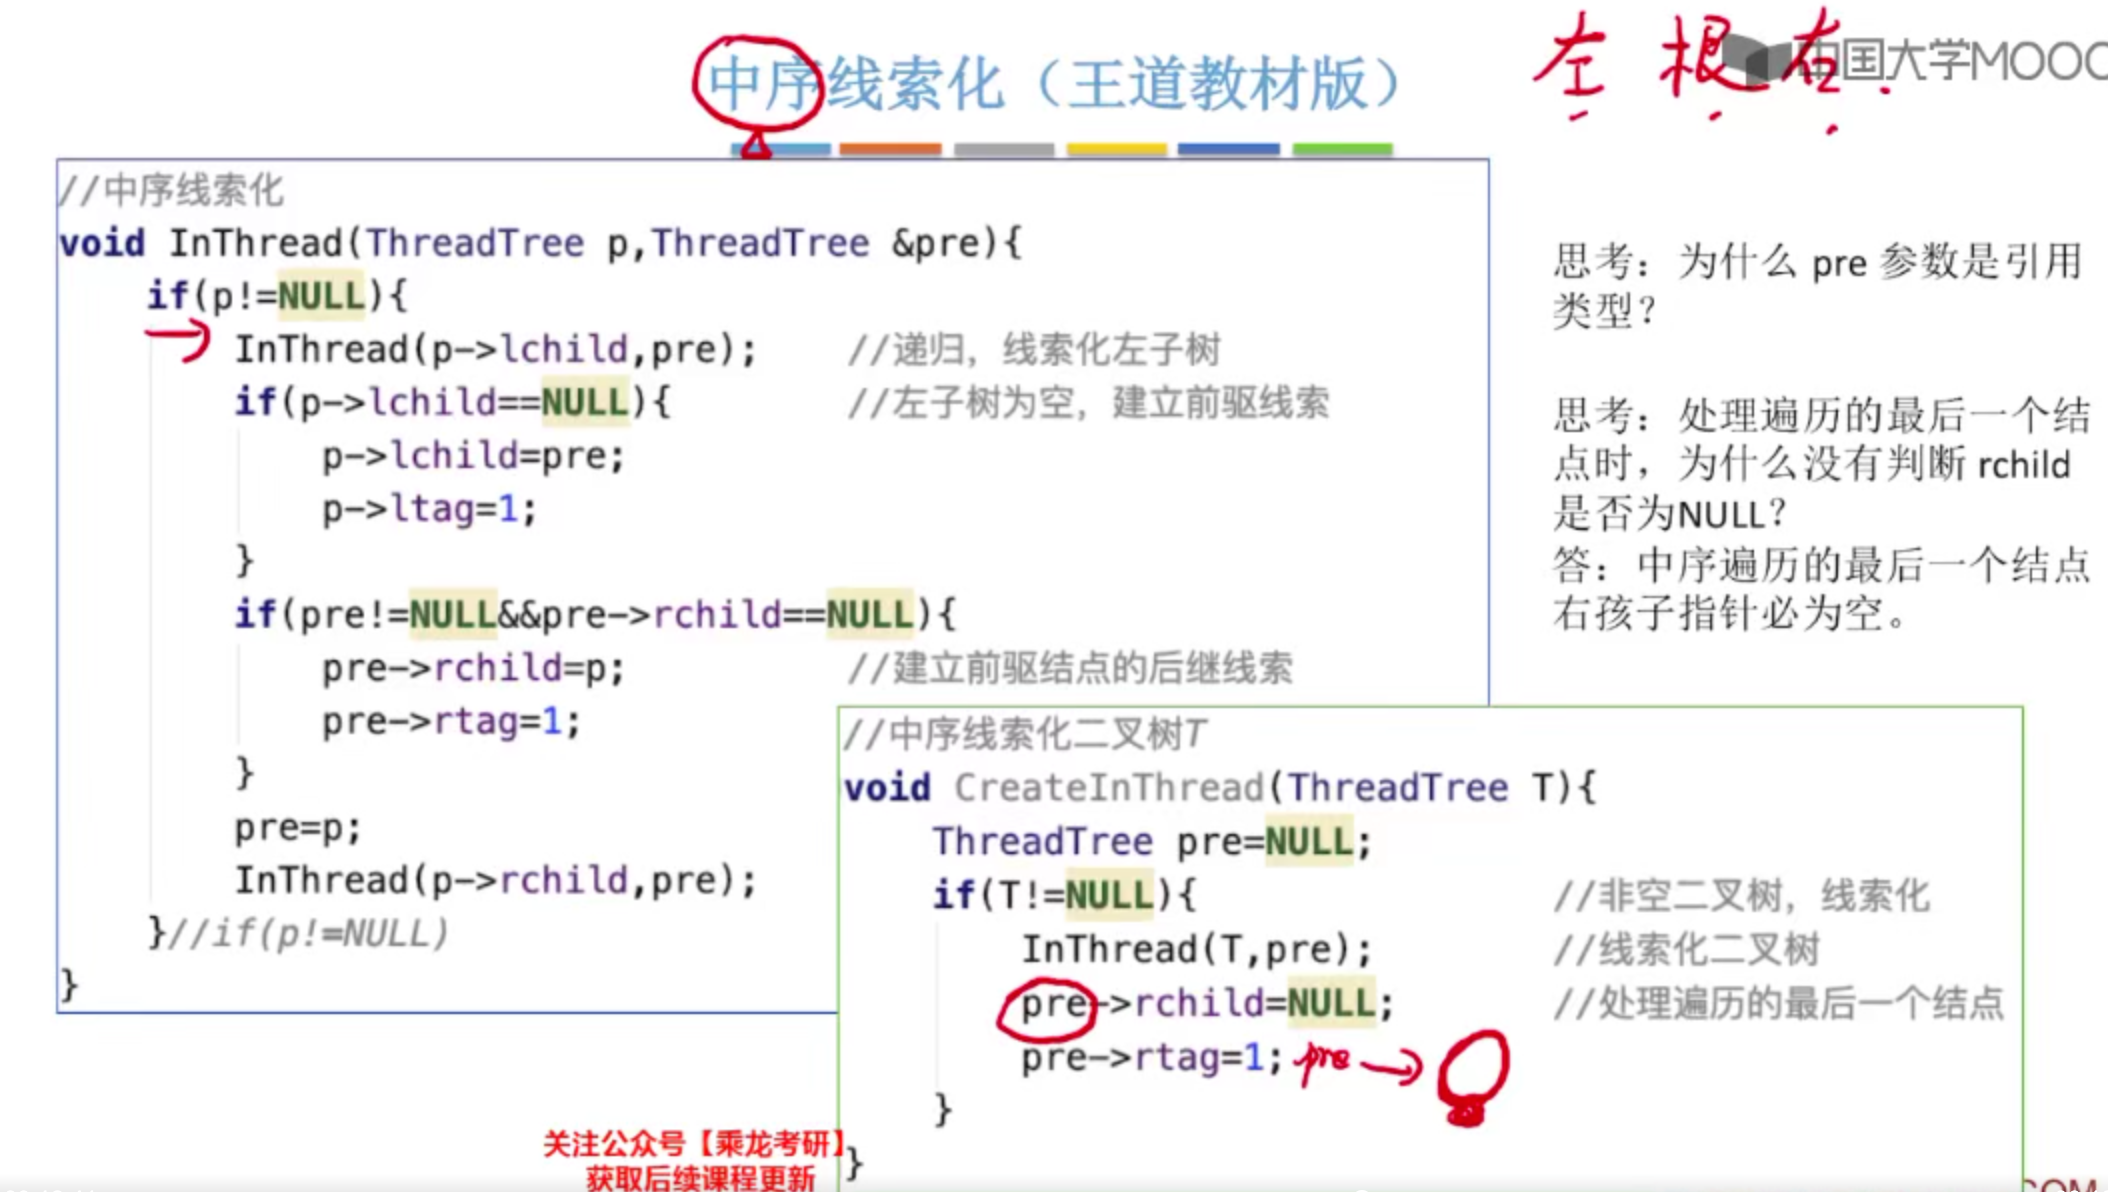 中序线索化（王道教材版）
左 根 右
中国大学MOOC
//中序线索化
void InThread(ThreadTree p,ThreadTree &pre){
if(p!=NULL){
InThread(p->lchild,pre); //递归，线索化左子树
if(p->lchild==NULL){ //左子树为空，建立前驱线索
p->lchild=pre;
p->ltag=1;
}
if(pre!=NULL&&pre->rchild==NULL){
pre->rchild=p; //建立前驱结点的后继线索
pre->rtag=1;
}
pre=p;
InThread(p->rchild,pre);
}//if(p!=NULL)
}
思考：为什么 pre 参数是引用
类型？
思考：处理遍历的最后一个结
点时，为什么没有判断 rchild
是否为NULL？
答：中序遍历的最后一个结点
右孩子指针必为空。
//中序线索化二叉树T
void CreateInThread(ThreadTree T){
ThreadTree pre=NULL;
if(T!=NULL){ //非空二叉树，线索化
InThread(T,pre); //线索化二叉树
pre->rchild=NULL; //处理遍历的最后一个结点
pre->rtag=1; pre
}
}
关注公众号【乘龙考研】
获取后续课程更新